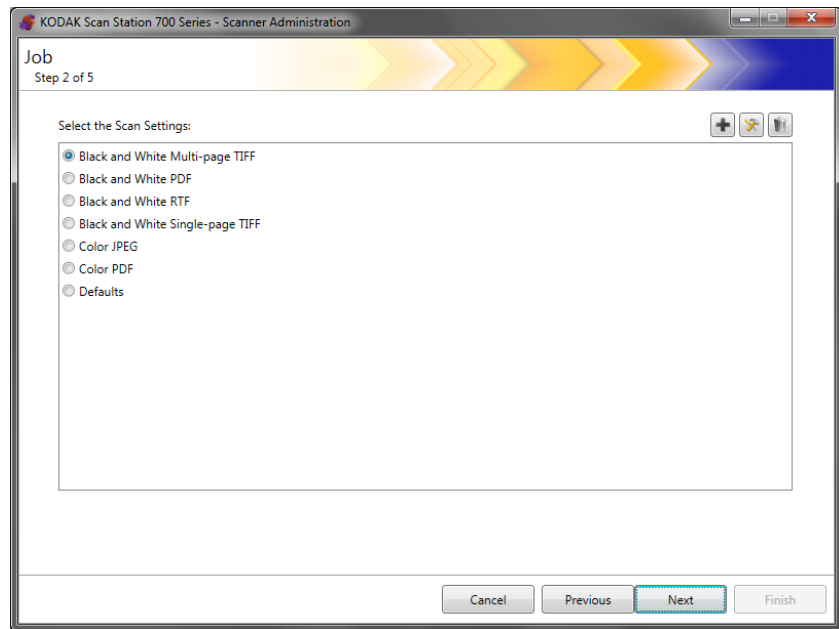 KODAK Scan Station 700 Series - Scanner Administration
Job
Step 2 of 5
Select the Scan Settings:
Black and White Multi-page TIFF
Black and White PDF
Black and White RTF
Black and White Single-page TIFF
Color JPEG
Color PDF
Defaults
Cancel Previous Next Finish